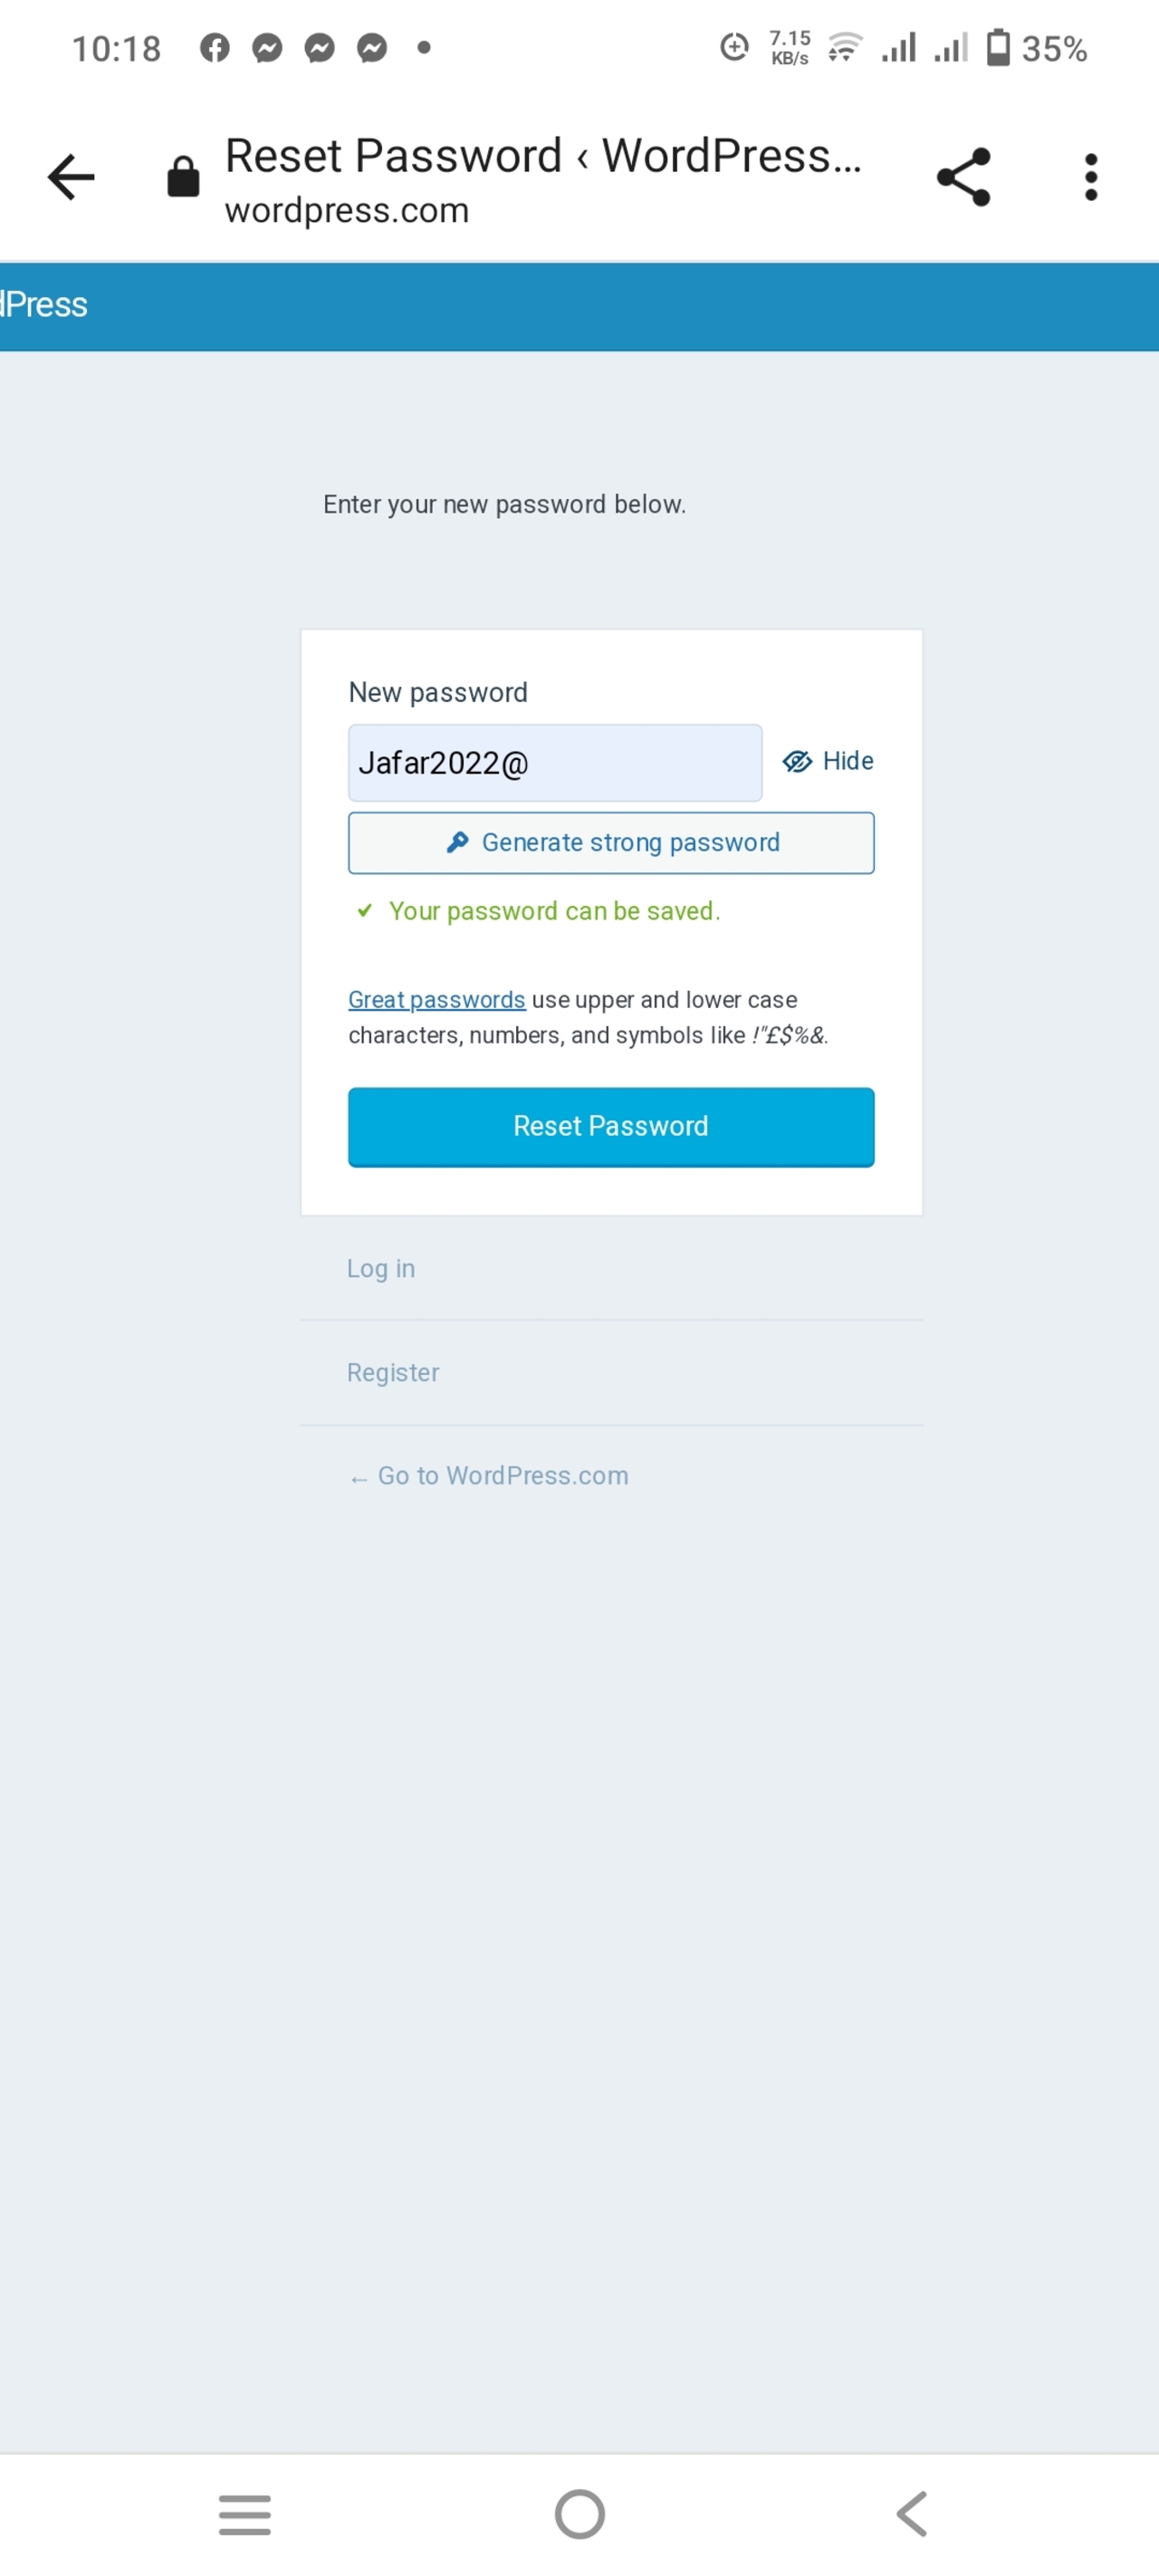 10:18
7.15
KB/s
35%
Reset Password ‹ WordPress...
wordpress.com
dPress
Enter your new password below.
New password
Jafar2022@
Hide
Generate strong password
Your password can be saved.
Great passwords use upper and lower case
characters, numbers, and symbols like !"£$%&.
Reset Password
Log in
Register
← Go to WordPress.com